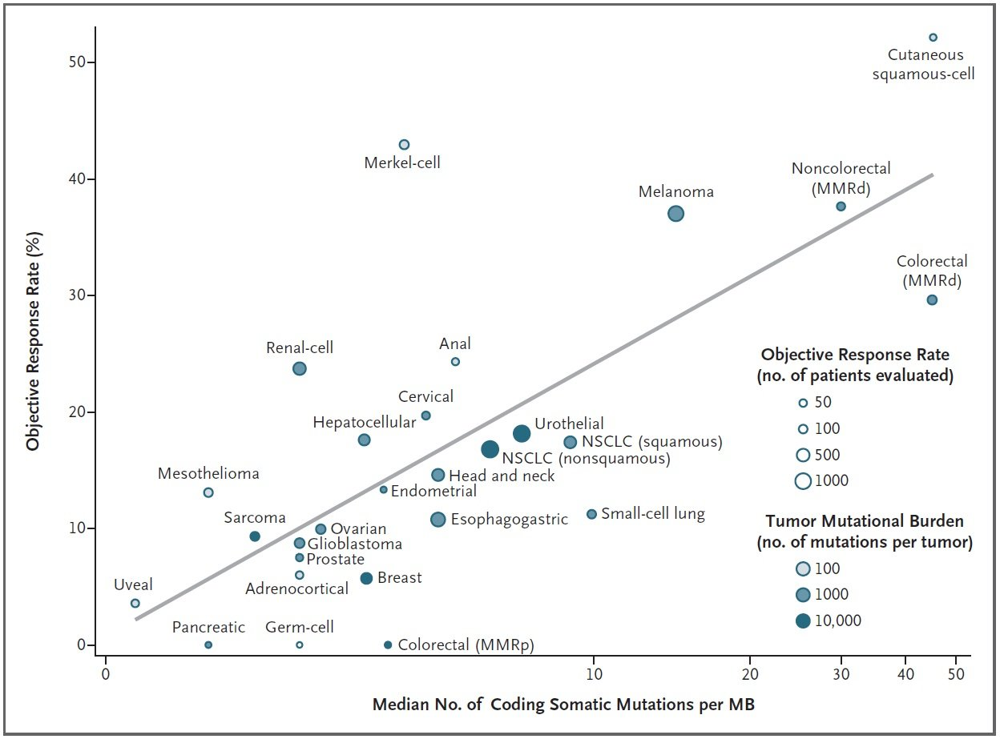 Objective Response Rate (%)
50
40
30
20
10
0
Cutaneous
squamous-cell
Merkel-cell
Noncolorectal
(MMRd)
Melanoma
Colorectal
(MMRd)
Renal-cell
Anal
Cervical
Hepatocellular
Urothelial
NSCLC (squamous)
NSCLC (nonsquamous)
Mesothelioma
Head and neck
Endometrial
Sarcoma
Esophagogastric
Small-cell lung
Ovarian
Glioblastoma
Prostate
Adrenocortical
Breast
Uveal
Pancreatic
Germ-cell
Colorectal (MMRp)
Objective Response Rate
(no. of patients evaluated)
50
100
500
1000
Tumor Mutational Burden
(no. of mutations per tumor)
100
1000
10,000
0
10
20
30
40
50
Median No. of Coding Somatic Mutations per MB